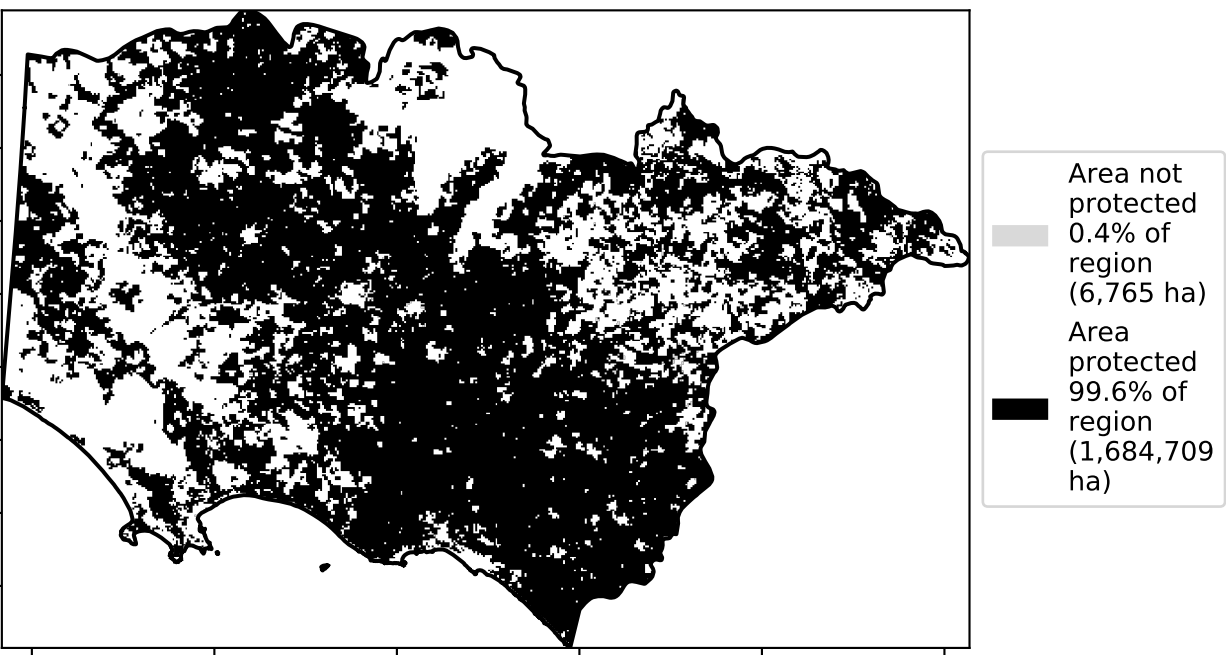 Area not
protected
0.4% of
region
(6,765 ha)
Area
protected
99.6% of
region
(1,684,709
ha)